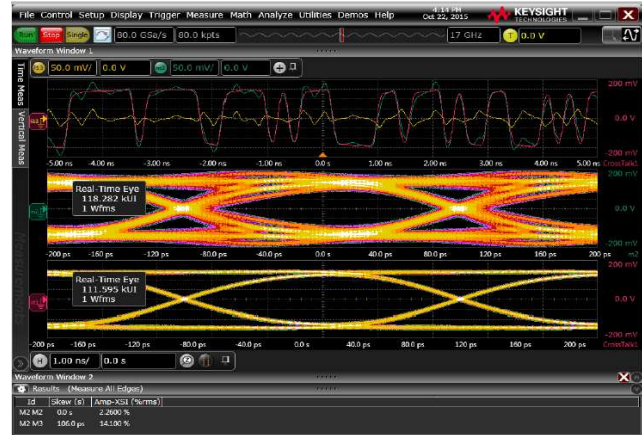 File Control Setup Display Trigger Measure Math Analyze Utilities Demos Help
4:14 PM
Oct 22, 2015
KEYSIGHT
TECHNOLOGIES
Run Stop Single 80.0 GSa/s 80.0 kpts 17 GHz T 0.0 V
Waveform Window 1
Time Meas
Vertical Meas
Measurements
50.0 mV/ 0.0 V 50.0 mV/ 0.0 V
200 mV
0.0 V
-200 mV
-5.00 ns -4.00 ns -3.00 ns -2.00 ns -1.00 ns 0.0 s 1.00 ns 2.00 ns 3.00 ns 4.00 ns 5.00 ns CrossTalk1
200 mV
Real-Time Eye
118.282 kUI
1 Wfms
0.0 V
-200 mV
-200 ps -160 ps -120 ps -80.0 ps -40.0 ps 0.0 s 40.0 ps 80.0 ps 120 ps 160 ps 200 ps m2
200 mV
Real-Time Eye
111.595 kUI
1 Wfms
0.0 V
-200 mV
-200 ps -160 ps -120 ps -80.0 ps -40.0 ps 0.0 s 40.0 ps 80.0 ps 120 ps 160 ps 200 ps CrossTalk1
H 1.00 ns/ 0.0 s
Waveform Window 2
Results (Measure All Edges)
Id Skew (s) Amp-XSI (%rms)
M2 M2 0.0 s 2.2600 %
M2 M3 106.0 ps 14.100 %